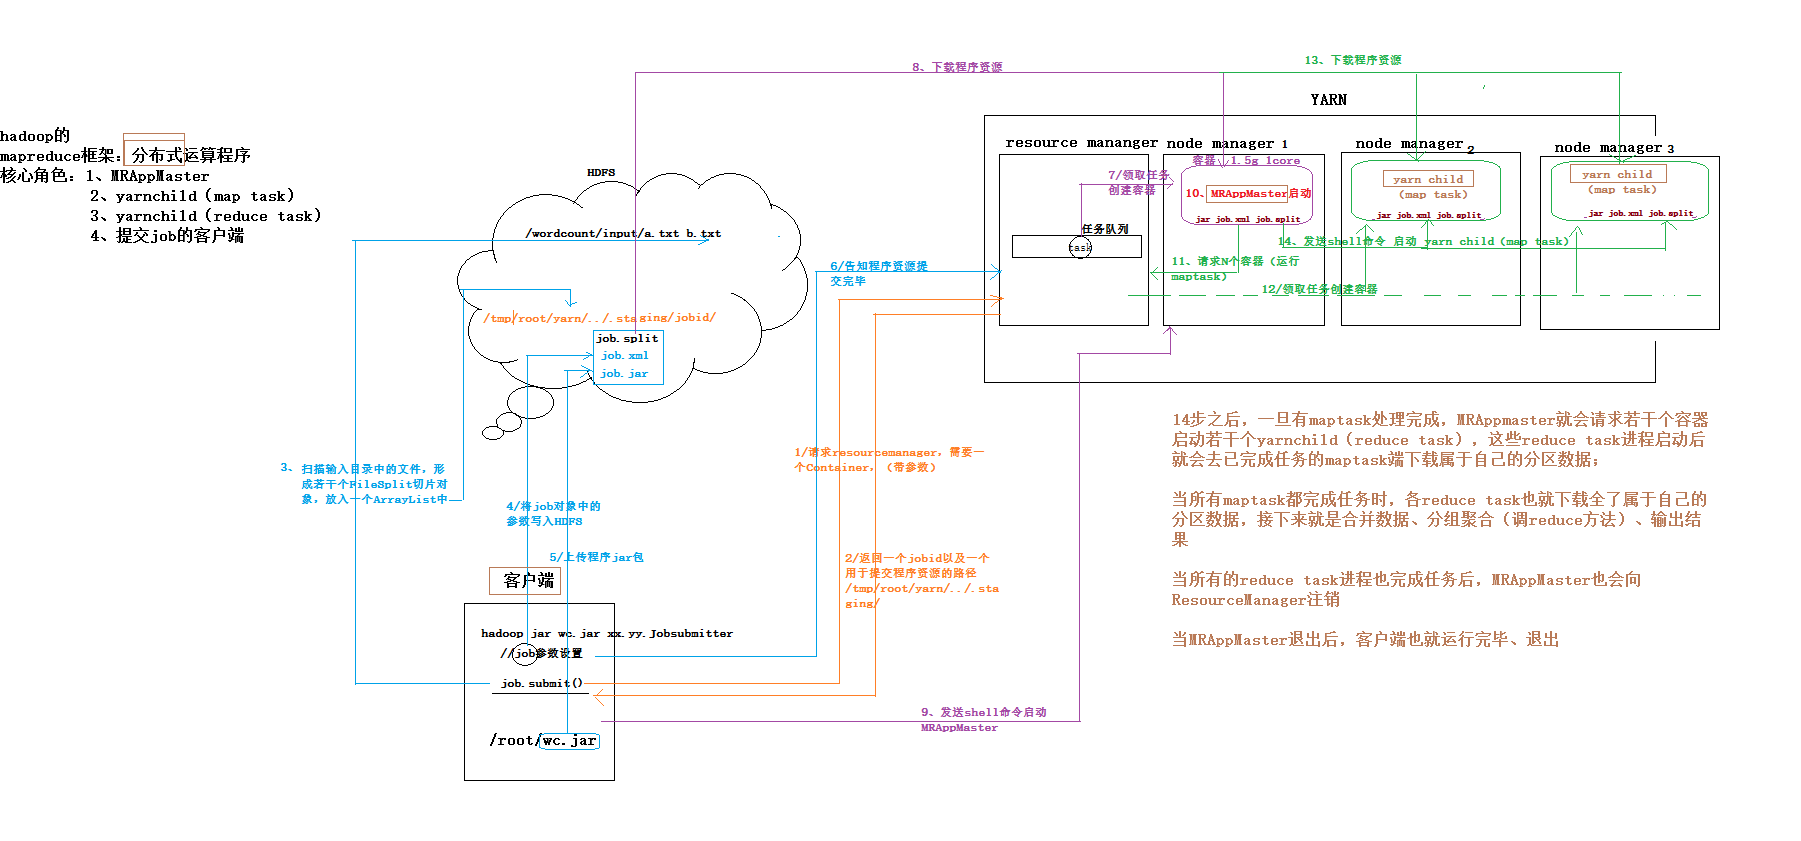 hadoop的
mapreduce框架：分布式运算程序
核心角色：1、MRAppMaster
2、yarnchild（map task）
3、yarnchild（reduce task）
4、提交job的客户端
HDFS
/wordcount/input/a.txt b.txt
/tmp/root/yarn/../.staging/jobid/
job.split
job.xml
job.jar
3、扫描输入目录中的文件，形
成若干个FileSplit切片对
象，放入一个ArrayList中
4/将job对象中的
参数写入HDFS
5/上传程序jar包
客户端
hadoop jar wc.jar xx.yy.Jobsubmitter
//job参数设置
job.submit()
/root/wc.jar
6/告知程序资源提
交完毕
1/请求resourcemanager，需要一
个Container，（带参数）
2/返回一个jobid以及一个
用于提交程序资源的路径
/tmp/root/yarn/../.sta
ging/
9、发送shell命令启动
MRAppMaster
8、下载程序资源
13、下载程序资源
YARN
resource mananger
7/领取任务
创建容器
任务队列
task
node manager 1
容器 1.5g 1core
10、MRAppMaster启动
jar job.xml job.split
11、请求N个容器（运行
maptask）
node manager 2
yarn child
（map task）
jar job.xml job.split
node manager 3
yarn child
（map task）
jar job.xml job.split
14、发送shell命令 启动 yarn child（map task）
12/领取任务创建容器
14步之后，一旦有maptask处理完成，MRAppmaster就会请求若干个容器
启动若干个yarnchild（reduce task），这些reduce task进程启动后
就会去已完成任务的maptask端下载属于自己的分区数据；
当所有maptask都完成任务时，各reduce task也就下载全了属于自己的
分区数据，接下来就是合并数据、分组聚合（调reduce方法）、输出结
果
当所有的reduce task进程也完成任务后，MRAppMaster也会向
ResourceManager注销
当MRAppMaster退出后，客户端也就运行完毕、退出